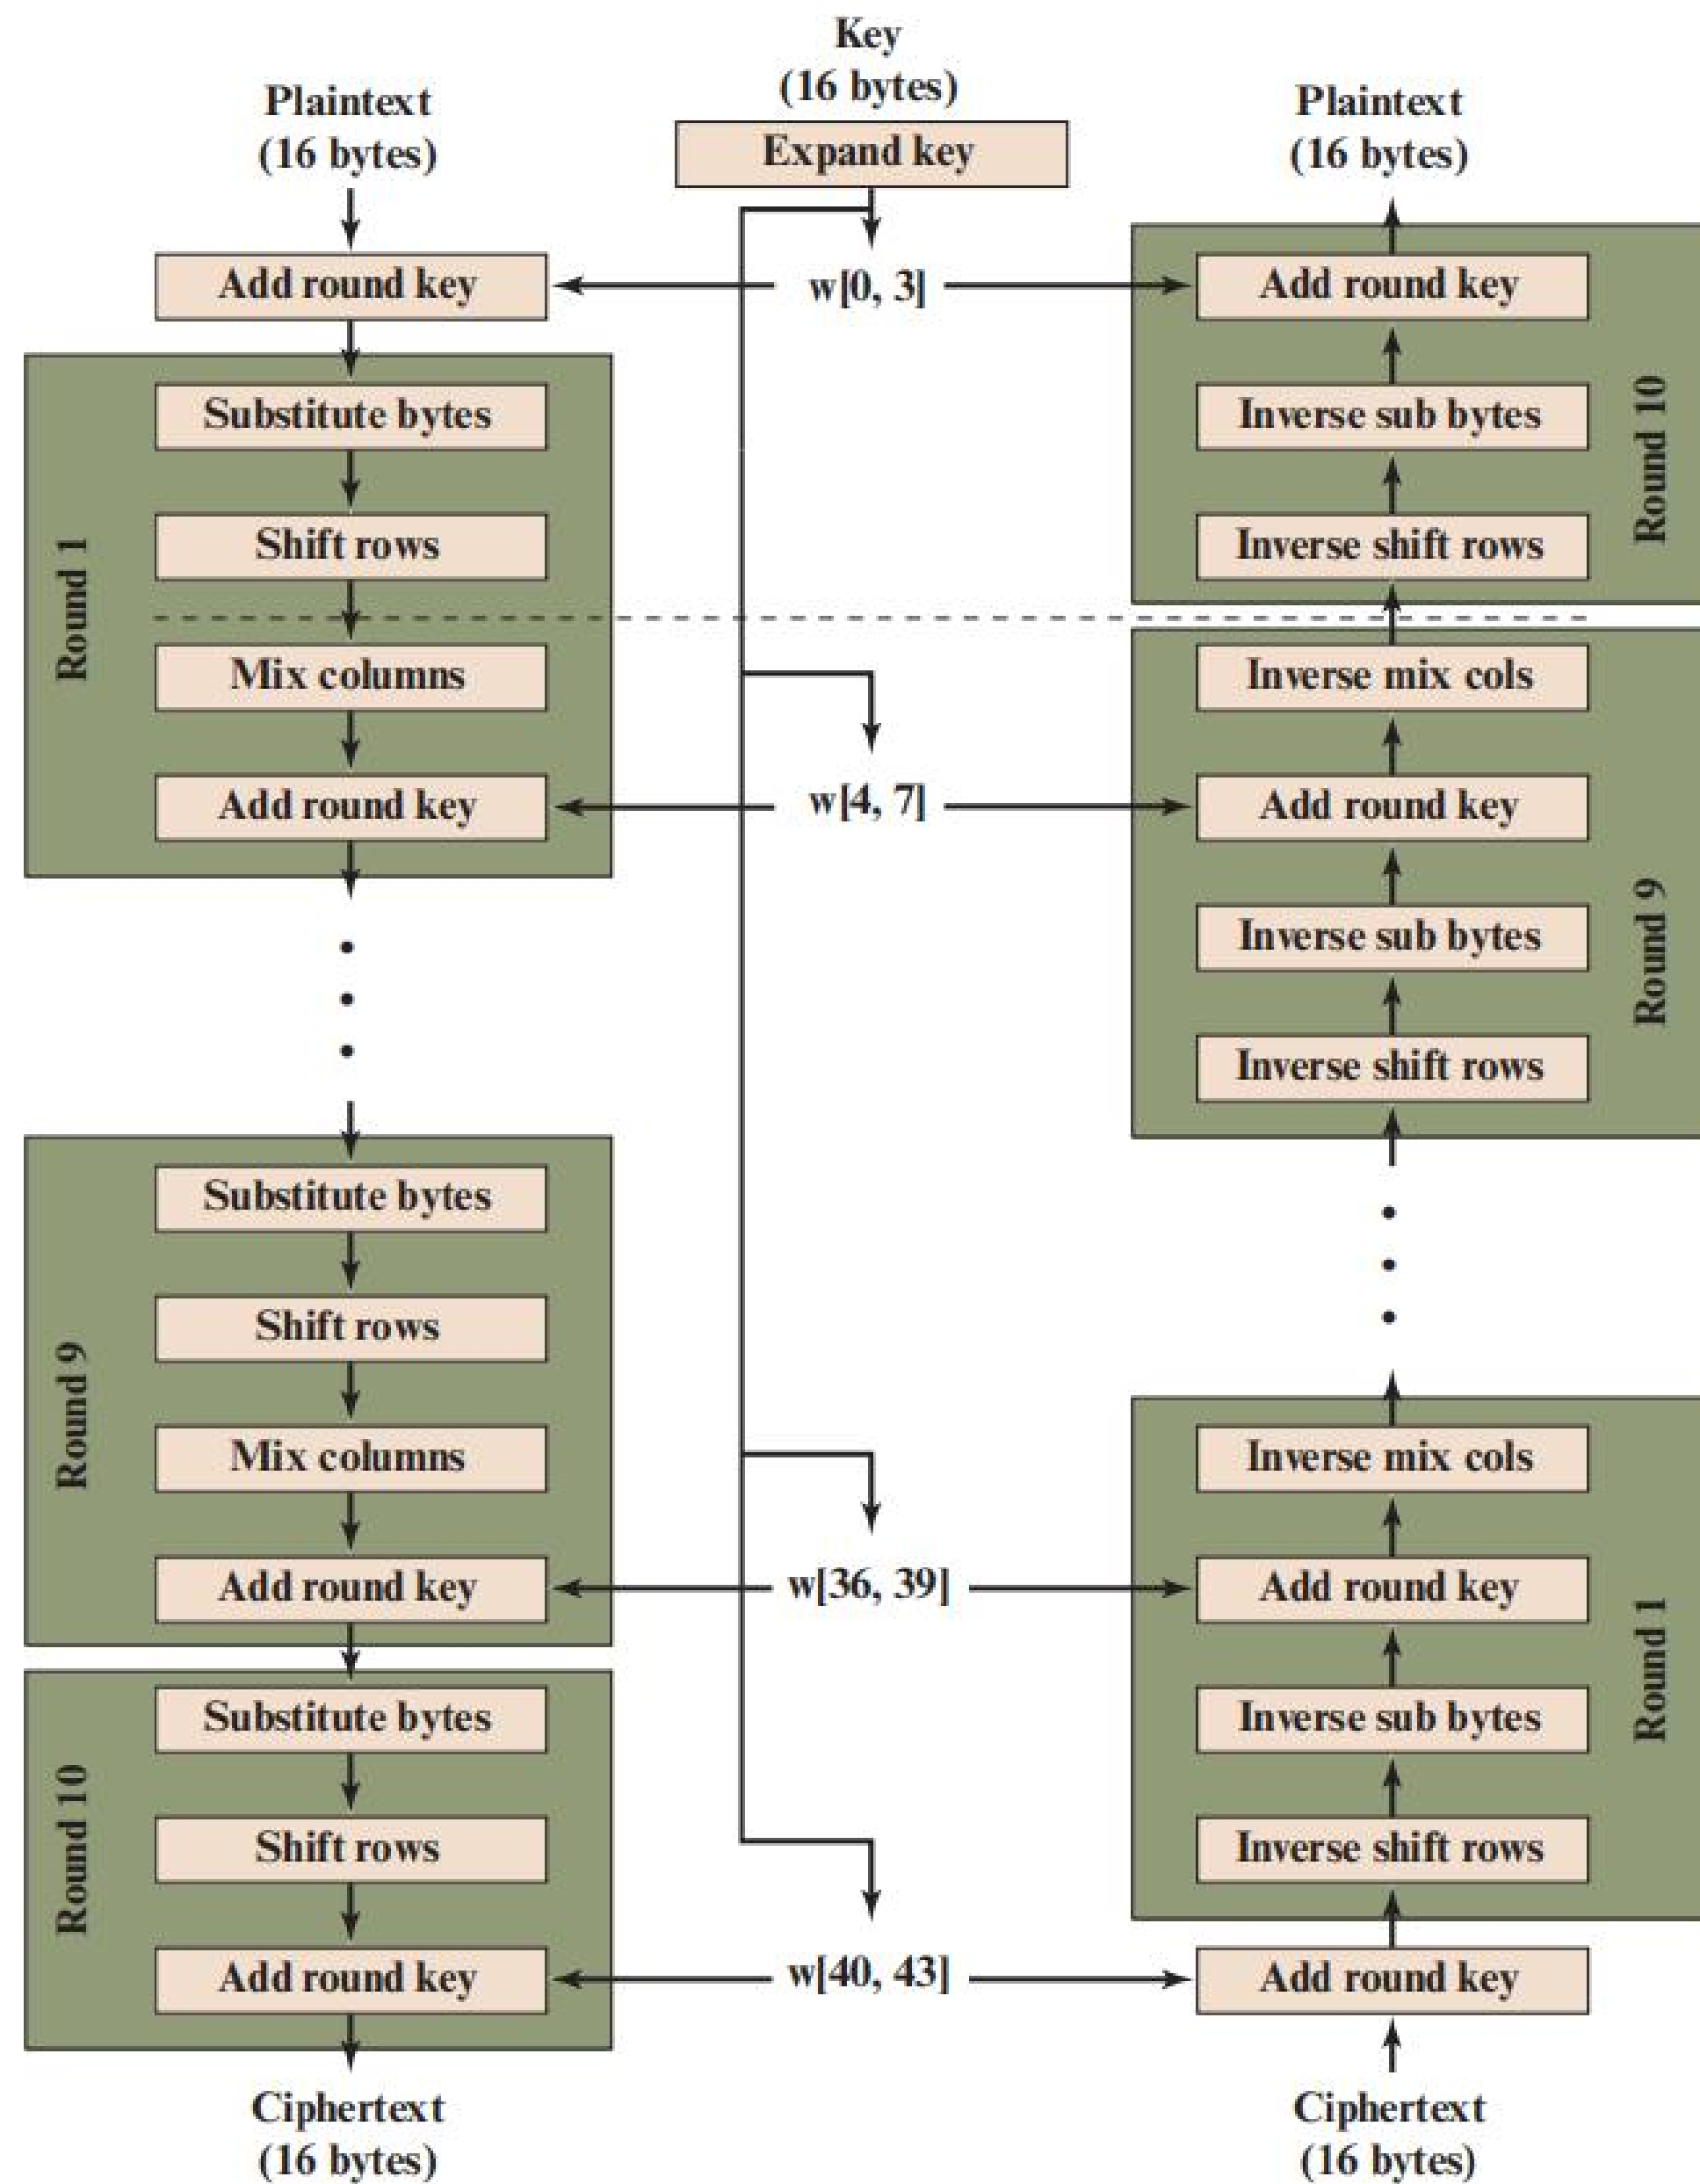 Key
(16 bytes)
Expand key
Plaintext
(16 bytes)
Add round key
Round 1
Substitute bytes
Shift rows
Mix columns
Add round key
Round 9
Substitute bytes
Shift rows
Mix columns
Add round key
Round 10
Substitute bytes
Shift rows
Add round key
Ciphertext
(16 bytes)
w[0, 3]
w[4, 7]
w[36, 39]
w[40, 43]
Plaintext
(16 bytes)
Add round key
Inverse sub bytes
Inverse shift rows
Round 10
Inverse mix cols
Add round key
Inverse sub bytes
Inverse shift rows
Round 9
Inverse mix cols
Add round key
Inverse sub bytes
Inverse shift rows
Round 1
Add round key
Ciphertext
(16 bytes)